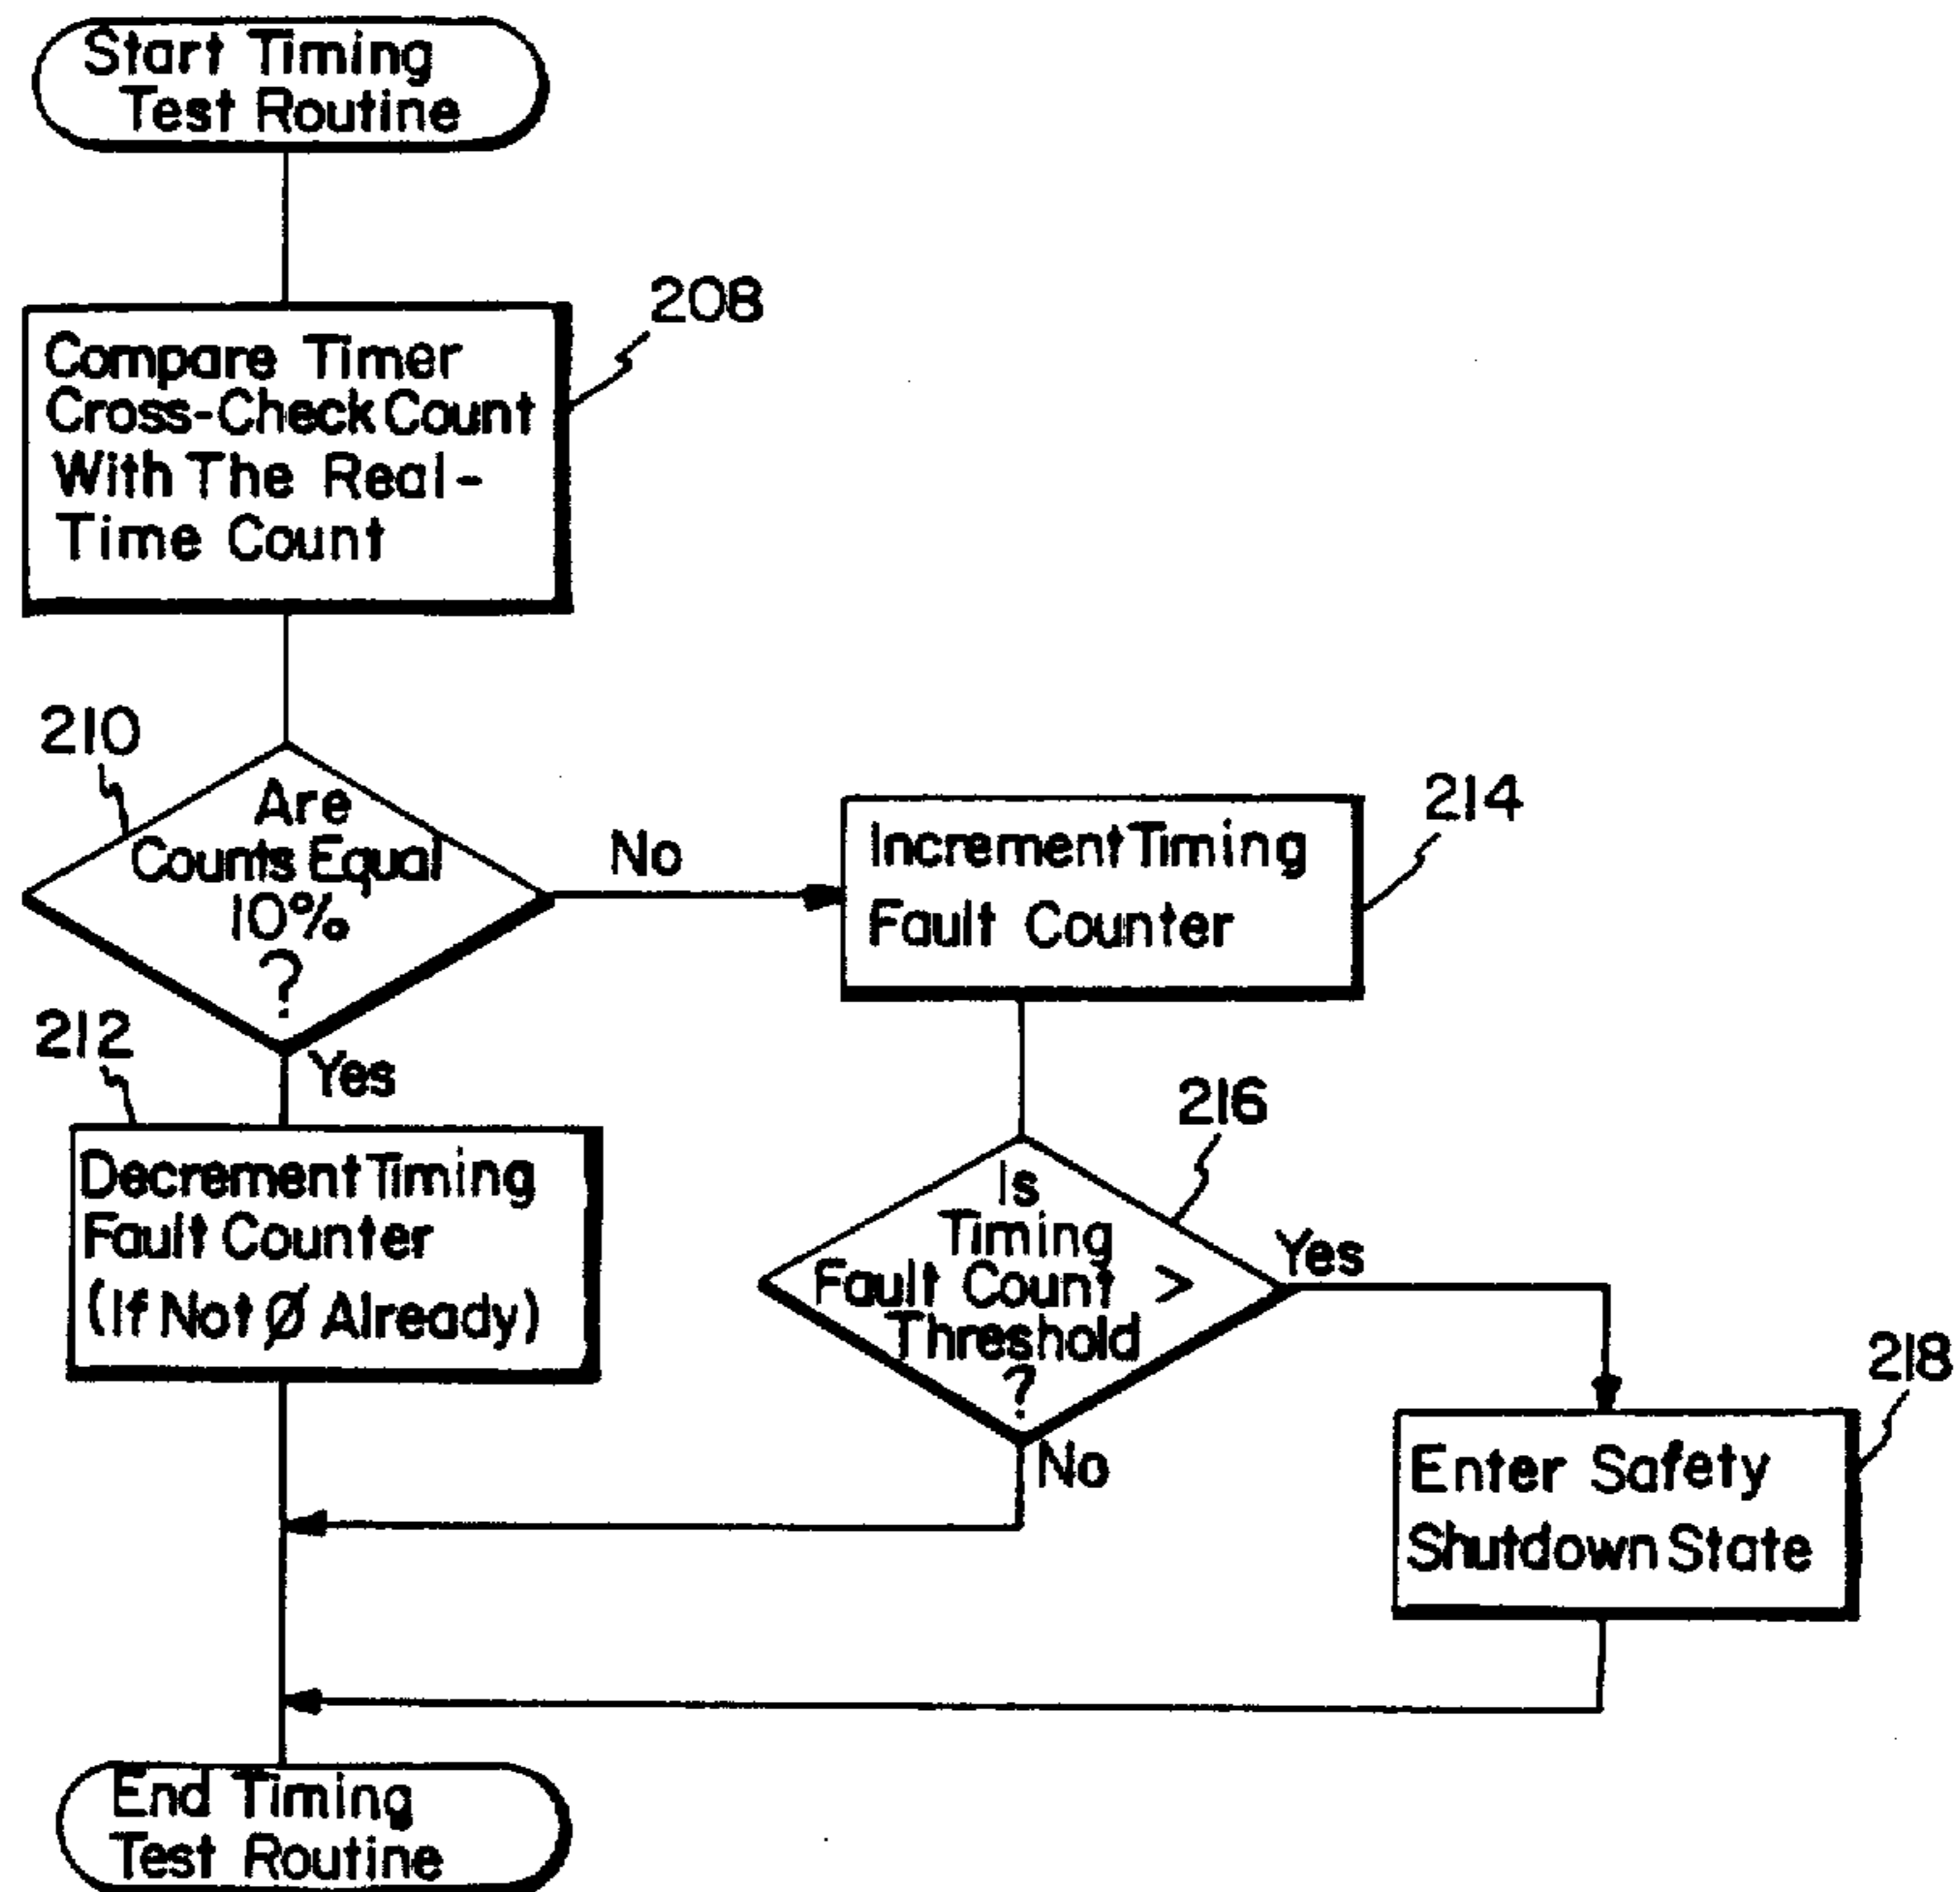 Start Timing
Test Routine
208
Compare Timer
Cross-Check Count
With The Real-
Time Count
210
Are
Counts Equal
10%
?
No
Yes
214
Increment Timing
Fault Counter
212
Decrement Timing
Fault Counter
(If Not Ø Already)
216
Is
Timing
Fault Count >
Threshold
?
Yes
No
218
Enter Safety
Shutdown State
End Timing
Test Routine